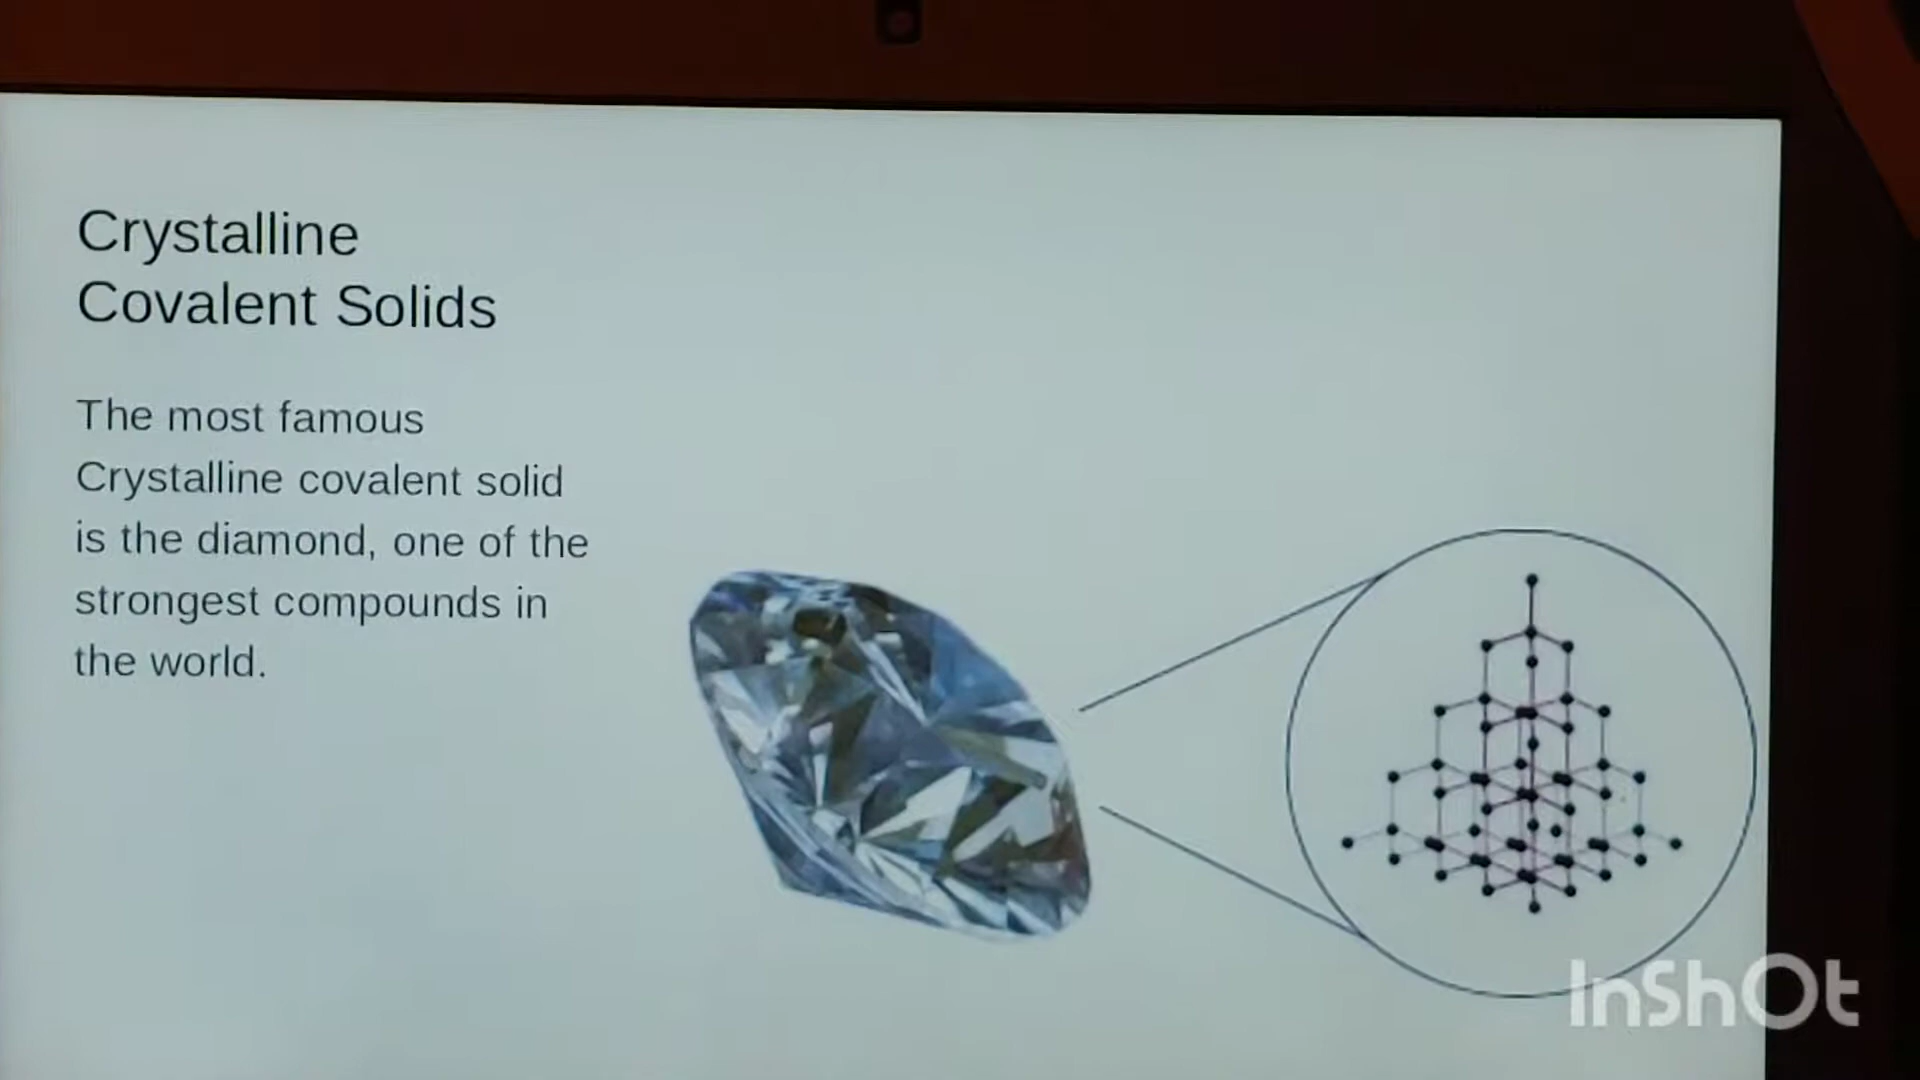 Crystalline
Covalent Solids
The most famous
Crystalline covalent solid
is the diamond, one of the
strongest compounds in
the world.
InShOt